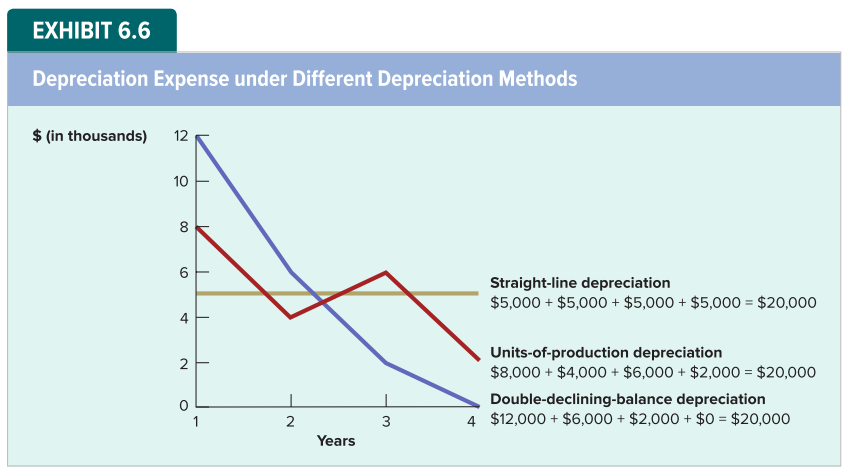 EXHIBIT 6.6
Depreciation Expense under Different Depreciation Methods
$ (in thousands)
12
10
8
6
4
2
0
1
2
3
4
Years
Straight-line depreciation
$5,000 + $5,000 + $5,000 + $5,000 = $20,000
Units-of-production depreciation
$8,000 + $4,000 + $6,000 + $2,000 = $20,000
Double-declining-balance depreciation
$12,000 + $6,000 + $2,000 + $0 = $20,000